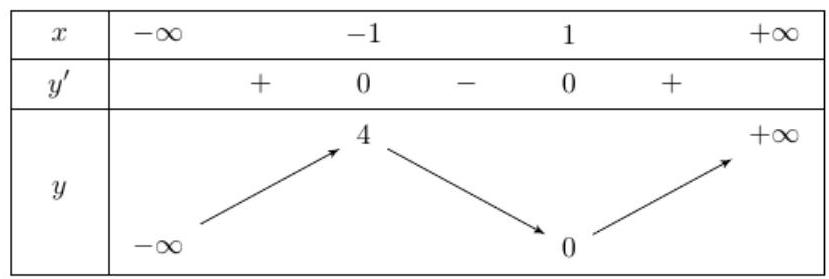 x −∞ −1 1 +∞
y′ + 0 − 0 +
4 +∞
y
−∞ 0